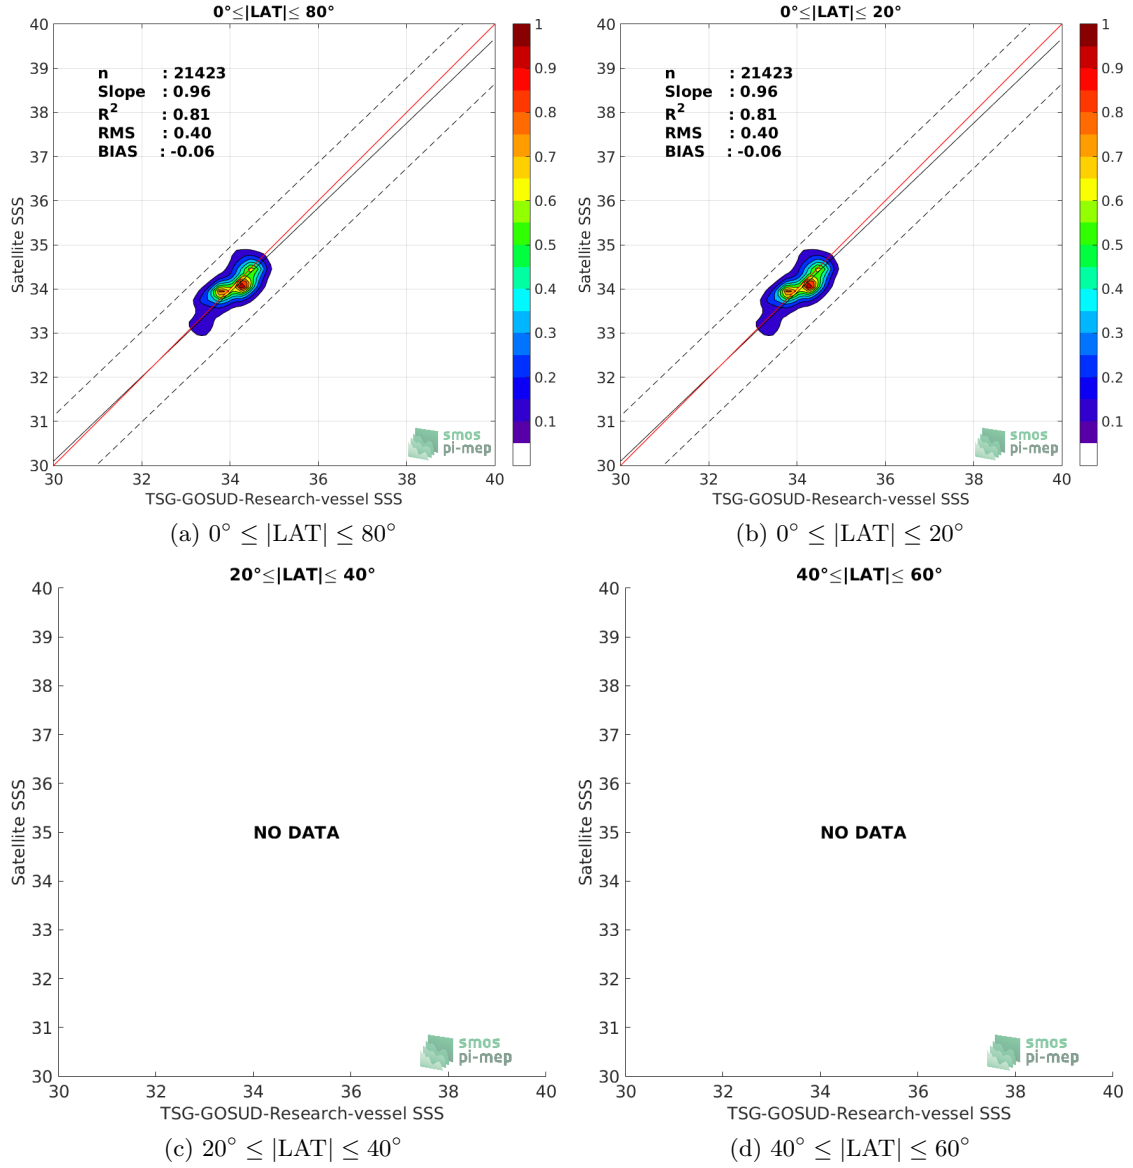 0°≤|LAT|≤ 80°
40
39
38
37
36
35
34
33
32
31
30
Satellite SSS
n : 21423
Slope : 0.96
R² : 0.81
RMS : 0.40
BIAS : -0.06
smos
pi-mep
30 32 34 36 38 40
TSG-GOSUD-Research-vessel SSS
1
0.9
0.8
0.7
0.6
0.5
0.4
0.3
0.2
0.1
(a) 0° ≤ |LAT| ≤ 80°
0°≤|LAT|≤ 20°
40
39
38
37
36
35
34
33
32
31
30
Satellite SSS
n : 21423
Slope : 0.96
R² : 0.81
RMS : 0.40
BIAS : -0.06
smos
pi-mep
30 32 34 36 38 40
TSG-GOSUD-Research-vessel SSS
1
0.9
0.8
0.7
0.6
0.5
0.4
0.3
0.2
0.1
(b) 0° ≤ |LAT| ≤ 20°
20°≤|LAT|≤ 40°
40
39
38
37
36
35
34
33
32
31
30
Satellite SSS
NO DATA
smos
pi-mep
30 32 34 36 38 40
TSG-GOSUD-Research-vessel SSS
(c) 20° ≤ |LAT| ≤ 40°
40°≤|LAT|≤ 60°
40
39
38
37
36
35
34
33
32
31
30
Satellite SSS
NO DATA
smos
pi-mep
30 32 34 36 38 40
TSG-GOSUD-Research-vessel SSS
(d) 40° ≤ |LAT| ≤ 60°